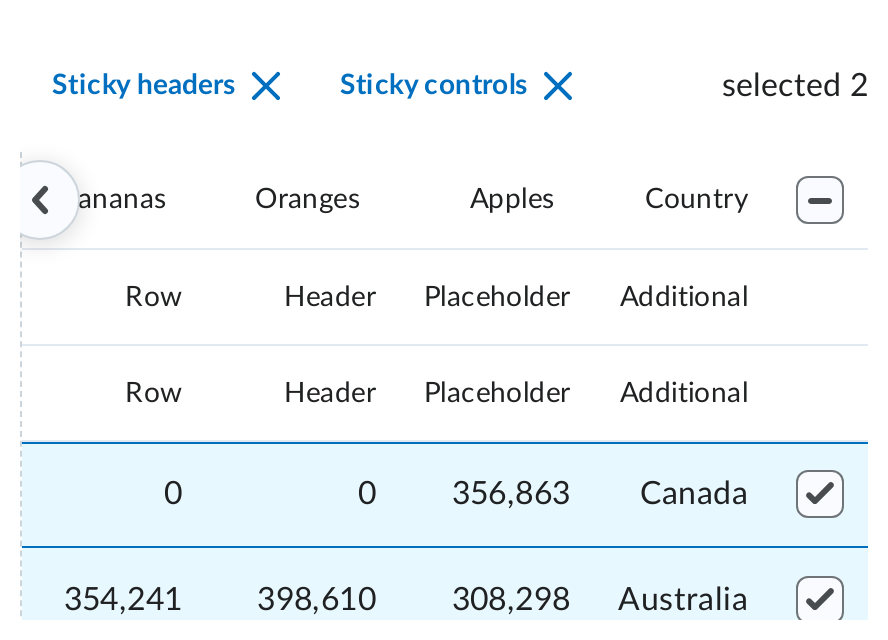 Sticky headers Sticky controls selected 2
ananas Oranges Apples Country
Row Header Placeholder Additional
Row Header Placeholder Additional
0 0 356,863 Canada
354,241 398,610 308,298 Australia